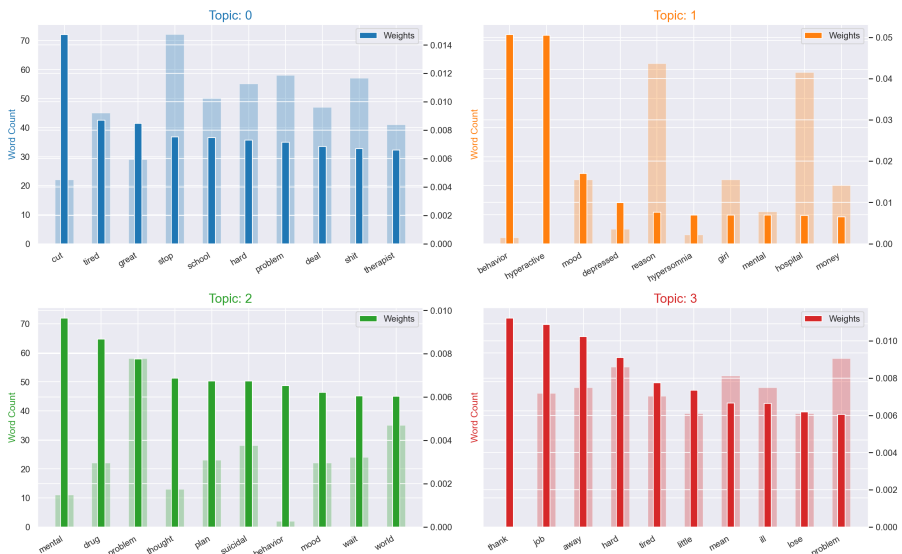 Topic: 0
Weights
Word Count
70
60
50
40
30
20
10
0
0.014
0.012
0.010
0.008
0.006
0.004
0.002
0.000
cut
tired
great
stop
school
hard
problem
deal
shit
therapist
Topic: 1
Weights
Word Count
0.05
0.04
0.03
0.02
0.01
0.00
behavior
hyperactive
mood
depressed
reason
hypersomnia
girl
mental
hospital
money
Topic: 2
Weights
Word Count
70
60
50
40
30
20
10
0
0.010
0.008
0.006
0.004
0.002
0.000
mental
drug
problem
thought
plan
suicidal
behavior
mood
wait
world
Topic: 3
Weights
Word Count
0.010
0.008
0.006
0.004
0.002
0.000
thank
job
away
hard
tired
little
mean
ill
lose
problem